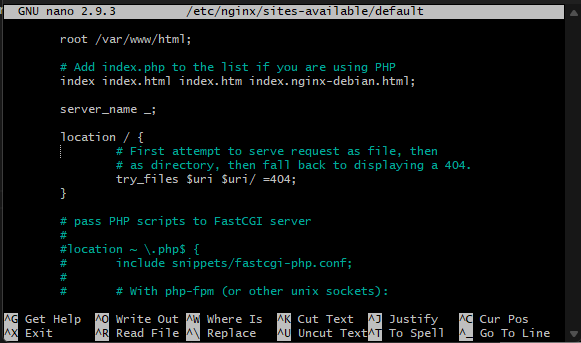 GNU nano 2.9.3 /etc/nginx/sites-available/default
root /var/www/html;
# Add index.php to the list if you are using PHP
index index.html index.htm index.nginx-debian.html;
server_name _;
location / {
# First attempt to serve request as file, then
# as directory, then fall back to displaying a 404.
try_files $uri $uri/ =404;
}
# pass PHP scripts to FastCGI server
#
#location ~ \.php$ {
# include snippets/fastcgi-php.conf;
#
# # With php-fpm (or other unix sockets):
^G Get Help ^O Write Out ^W Where Is ^K Cut Text ^J Justify ^C Cur Pos
^X Exit ^R Read File ^\ Replace ^U Uncut Text ^T To Spell ^_ Go To Line